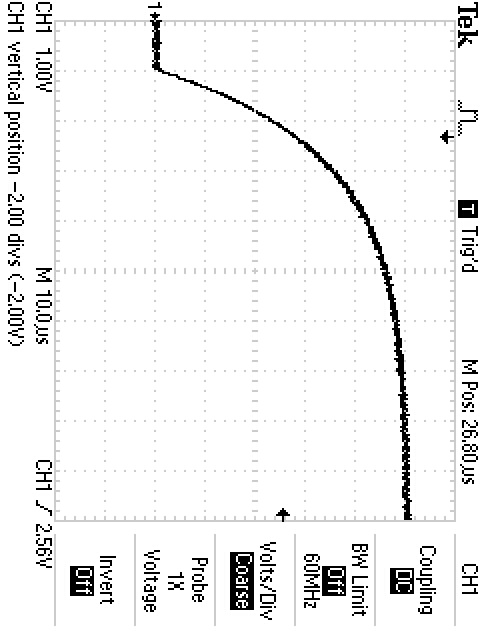 Tek
T Trig'd
M Pos: 26.80µs
CH1
Coupling
DC
BW Limit
Off
60MHz
Volts/Div
Coarse
Probe
1X
Voltage
Invert
Off
1
CH1 1.00V
M 10.0µs
CH1 / 2.56V
CH1 vertical position -2.00 divs (-2.00V)